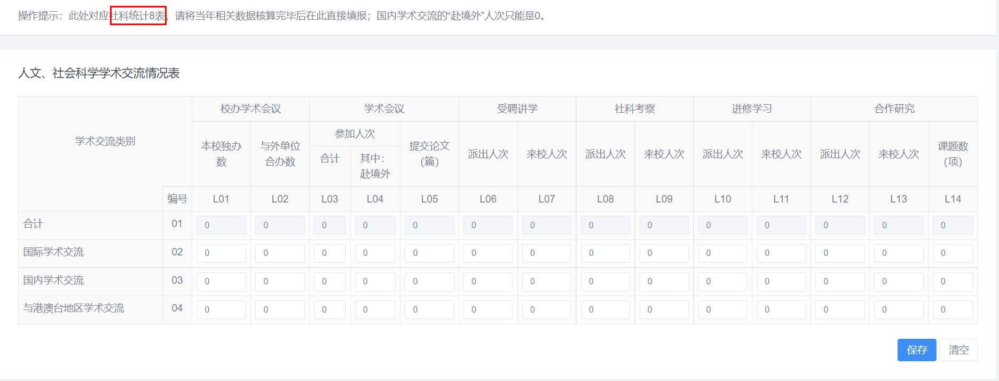 操作提示：此处对应社科统计8表，请将当年相关数据核算完毕后在此直接填报；国内学术交流的“赴境外”人次只能是0。
人文、社会科学学术交流情况表
学术交流类别 校办学术会议 学术会议 受聘讲学 社科考察 进修学习 合作研究
本校独办数 与外单位合办数 参加人次 提交论文(篇) 派出人次 来校人次 派出人次 来校人次 派出人次 来校人次 派出人次 来校人次 课题数(项)
合计 其中：赴境外
编号 L01 L02 L03 L04 L05 L06 L07 L08 L09 L10 L11 L12 L13 L14
合计 01 0 0 0 0 0 0 0 0 0 0 0 0 0 0
国际学术交流 02 0 0 0 0 0 0 0 0 0 0 0 0 0 0
国内学术交流 03 0 0 0 0 0 0 0 0 0 0 0 0 0 0
与港澳台地区学术交流 04 0 0 0 0 0 0 0 0 0 0 0 0 0 0
保存 清空